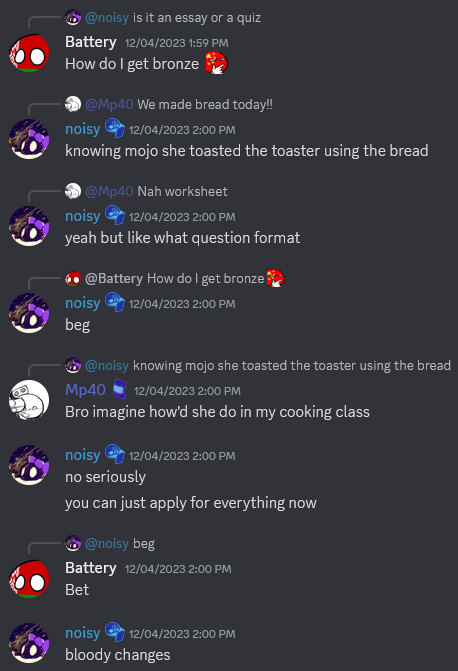 @noisy is it an essay or a quiz
Battery 12/04/2023 1:59 PM
How do I get bronze
@Mp40 We made bread today!!
noisy 12/04/2023 2:00 PM
knowing mojo she toasted the toaster using the bread
@Mp40 Nah worksheet
noisy 12/04/2023 2:00 PM
yeah but like what question format
@Battery How do I get bronze
noisy 12/04/2023 2:00 PM
beg
@noisy knowing mojo she toasted the toaster using the bread
Mp40 12/04/2023 2:00 PM
Bro imagine how'd she do in my cooking class
noisy 12/04/2023 2:00 PM
no seriously
you can just apply for everything now
@noisy beg
Battery 12/04/2023 2:00 PM
Bet
noisy 12/04/2023 2:00 PM
bloody changes